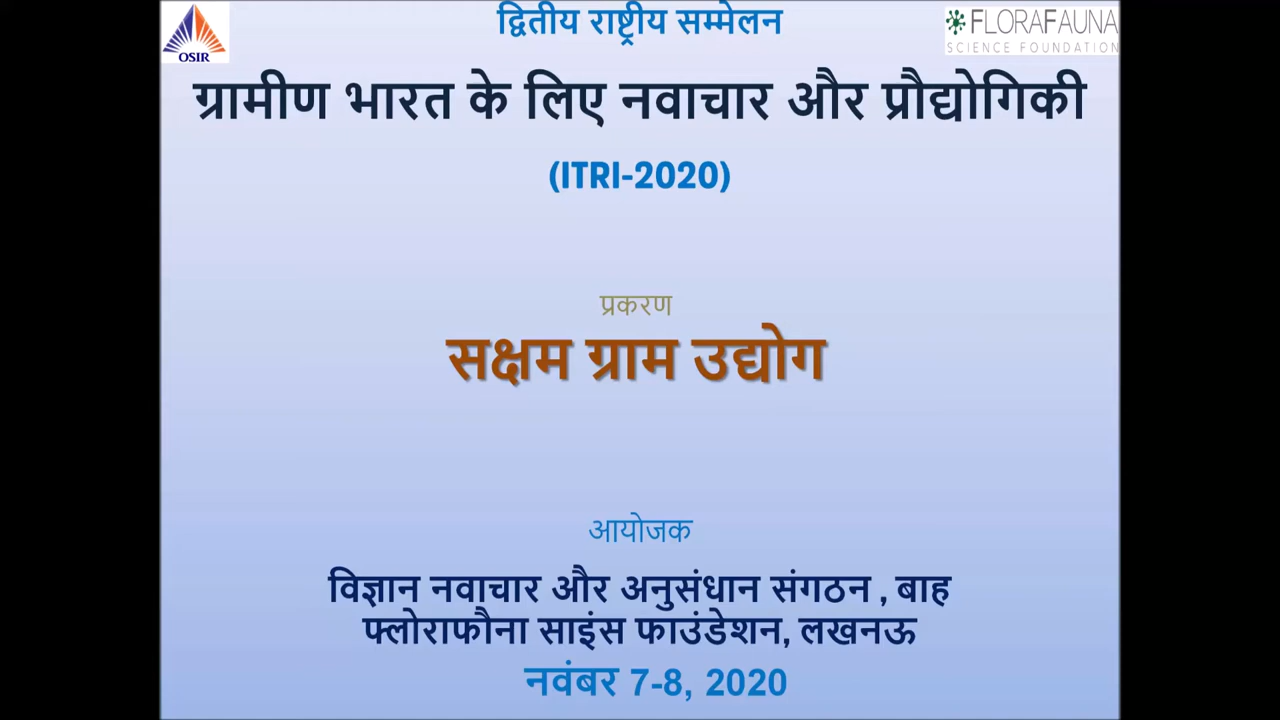 OSIR
द्वितीय राष्ट्रीय सम्मेलन
FLORAFAUNA
SCIENCE FOUNDATION
ग्रामीण भारत के लिए नवाचार और प्रौद्योगिकी
(ITRI-2020)
प्रकरण
सक्षम ग्राम उद्योग
आयोजक
विज्ञान नवाचार और अनुसंधान संगठन , बाह
फ्लोराफौना साइंस फाउंडेशन, लखनऊ
नवंबर 7-8, 2020